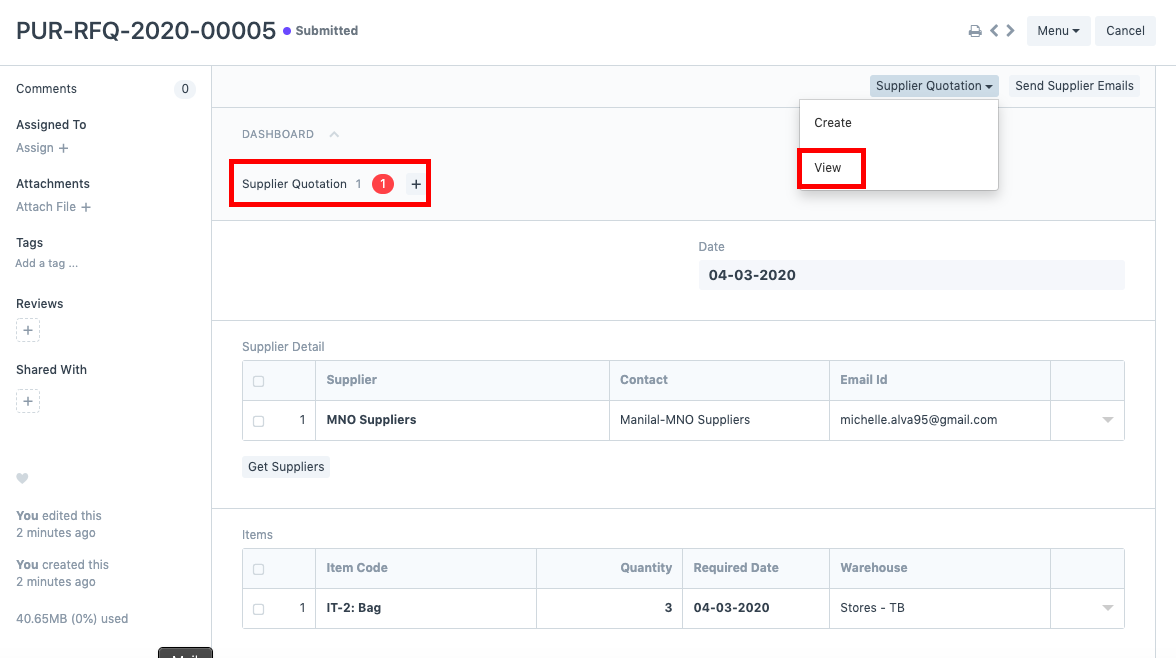 PUR-RFQ-2020-00005 Submitted Menu Cancel
Comments 0
Supplier Quotation Send Supplier Emails
Create
View
Assigned To
Assign +
Attachments
Attach File +
Tags
Add a tag ...
Reviews
+
Shared With
+
You edited this
2 minutes ago
You created this
2 minutes ago
40.65MB (0%) used
DASHBOARD
Supplier Quotation 1 1 +
Date
04-03-2020
Supplier Detail
Supplier Contact Email Id
1 MNO Suppliers Manilal-MNO Suppliers michelle.alva95@gmail.com
Get Suppliers
Items
Item Code Quantity Required Date Warehouse
1 IT-2: Bag 3 04-03-2020 Stores - TB